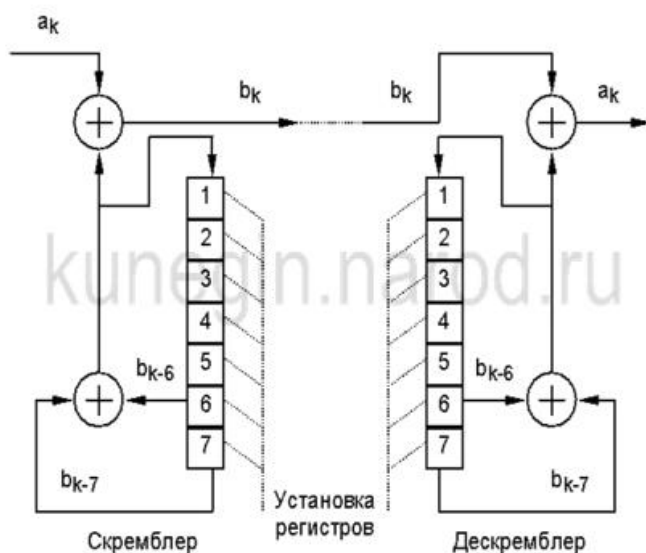 a_k
b_k b_k
a_k
1 1
2 2
kunegin.narod.ru
3 3
4 4
5 5
b_k-6 b_k-6
6 6
7 7
b_k-7 b_k-7
Установка
регистров
Скремблер Дескремблер